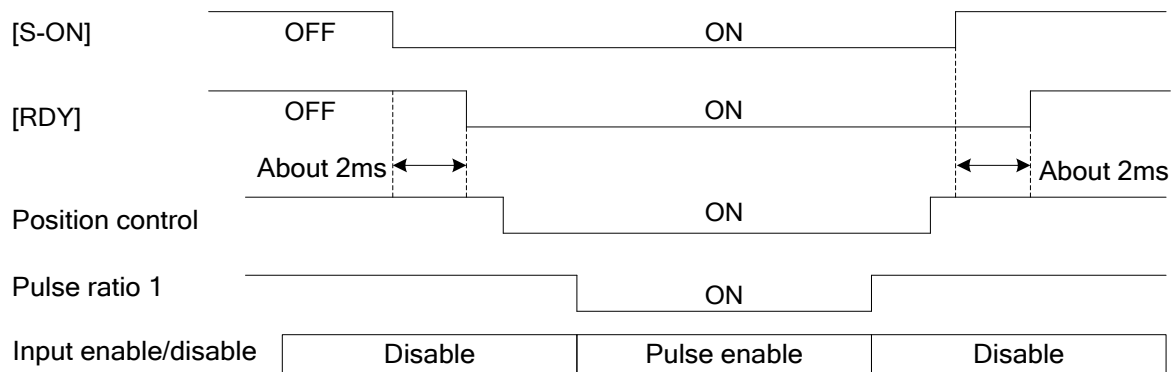 [S-ON] OFF ON
[RDY] OFF ON
About 2ms About 2ms
Position control ON
Pulse ratio 1 ON
Input enable/disable Disable Pulse enable Disable